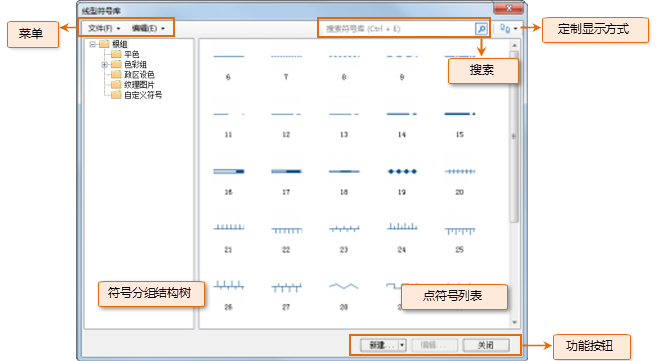 线型符号库
菜单
文件(F) 编辑(E)
搜索符号库 (Ctrl + E)
定制显示方式
搜索
根组
平色
色彩组
政区设色
纹理图片
自定义符号
6 7 8 9
11 12 13 14 15
16 17 18 19 20
21 22 23 24 25
26 27 28
符号分组结构树
点符号列表
新建... 编辑... 关闭
功能按钮